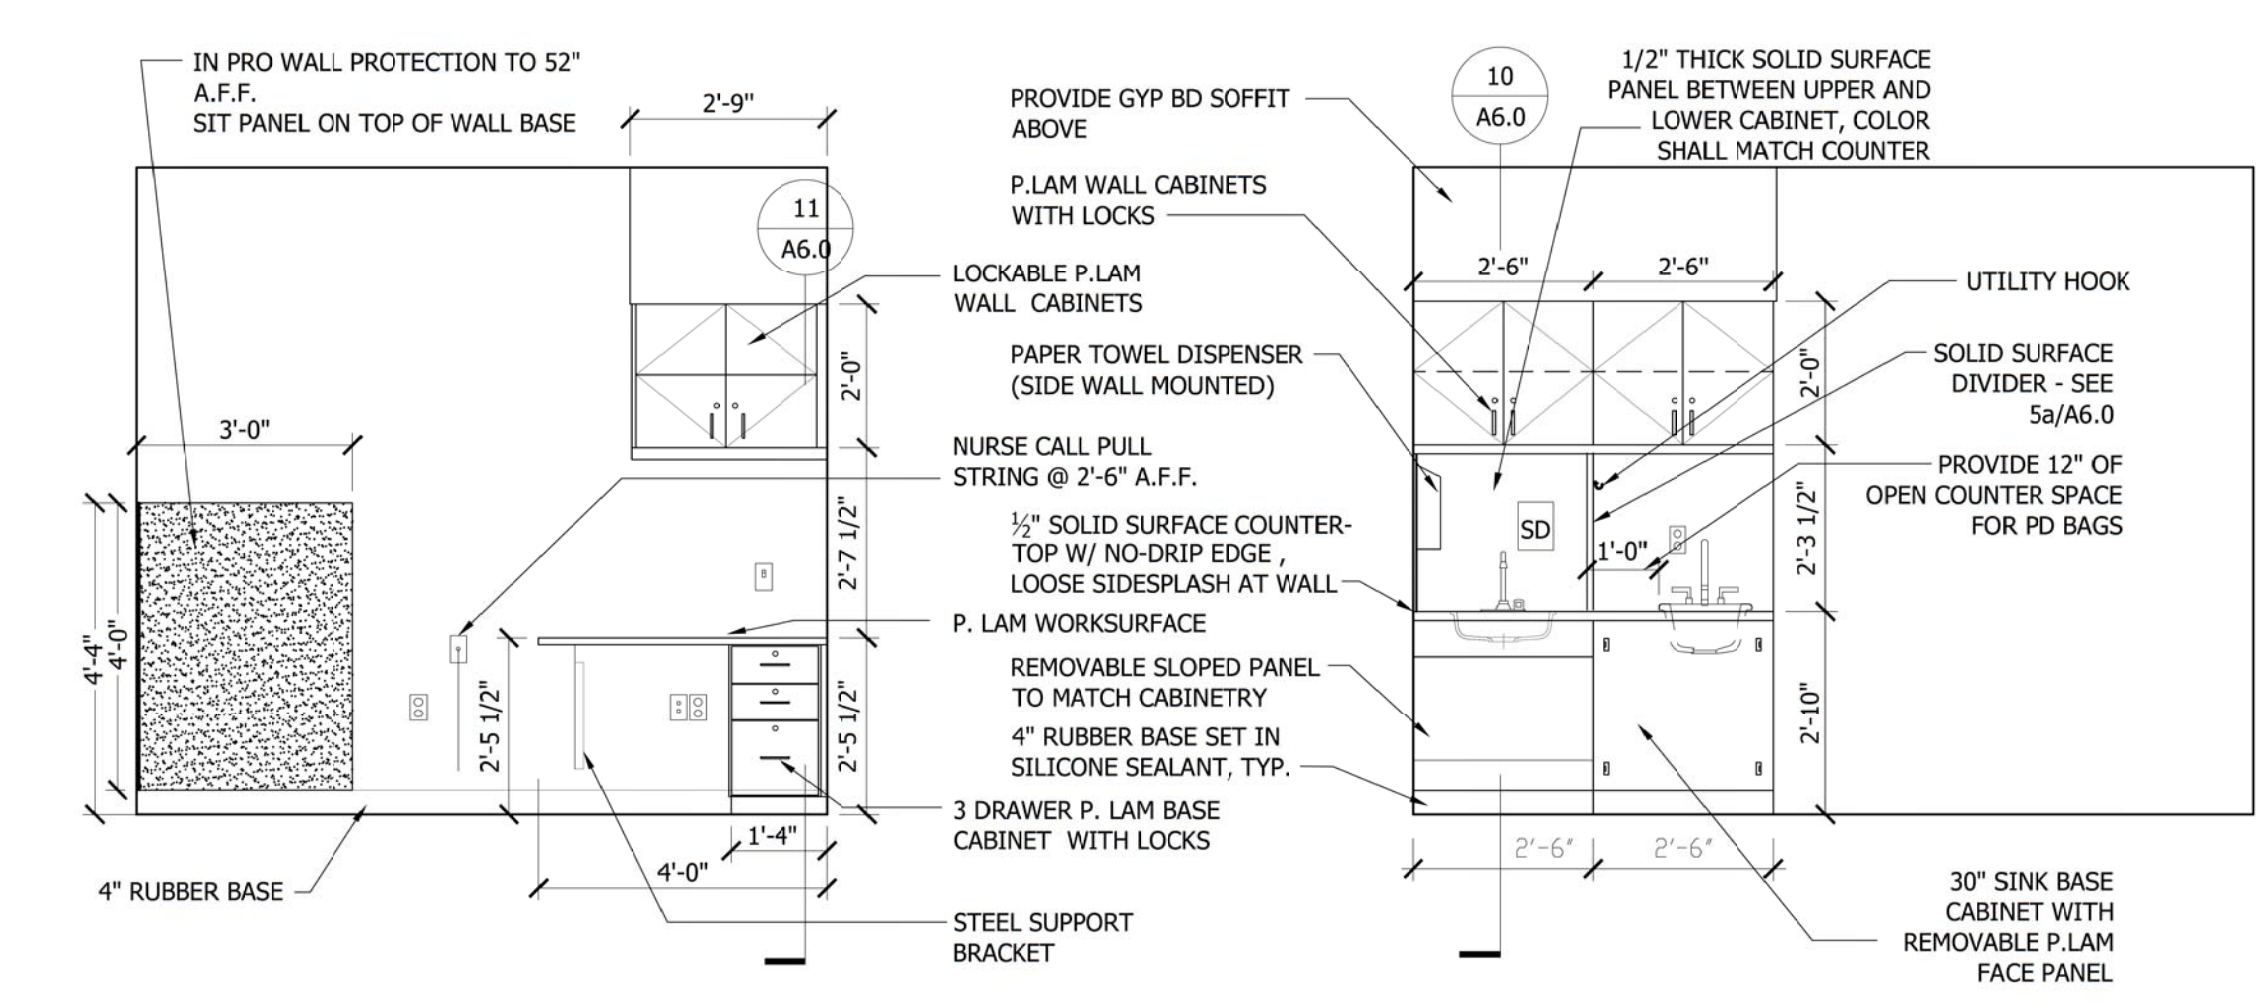 IN PRO WALL PROTECTION TO 52"
A.F.F.
SIT PANEL ON TOP OF WALL BASE
2'-9"
11
A6.0
3'-0"
4'-4"
4'-0"
2'-5 1/2"
2'-0"
2'-7 1/2"
2'-5 1/2"
1'-4"
4'-0"
4" RUBBER BASE
LOCKABLE P.LAM
WALL CABINETS
NURSE CALL PULL
STRING @ 2'-6" A.F.F.
P. LAM WORKSURFACE
3 DRAWER P. LAM BASE
CABINET WITH LOCKS
STEEL SUPPORT
BRACKET
PROVIDE GYP BD SOFFIT
ABOVE
P.LAM WALL CABINETS
WITH LOCKS
PAPER TOWEL DISPENSER
(SIDE WALL MOUNTED)
½" SOLID SURFACE COUNTER-
TOP W/ NO-DRIP EDGE ,
LOOSE SIDESPLASH AT WALL
REMOVABLE SLOPED PANEL
TO MATCH CABINETRY
4" RUBBER BASE SET IN
SILICONE SEALANT, TYP.
10
A6.0
1/2" THICK SOLID SURFACE
PANEL BETWEEN UPPER AND
LOWER CABINET, COLOR
SHALL MATCH COUNTER
2'-6"
2'-6"
SD
1'-0"
2'-0"
2'-3 1/2"
2'-10"
2'-6"
2'-6"
UTILITY HOOK
SOLID SURFACE
DIVIDER - SEE
5a/A6.0
PROVIDE 12" OF
OPEN COUNTER SPACE
FOR PD BAGS
30" SINK BASE
CABINET WITH
REMOVABLE P.LAM
FACE PANEL